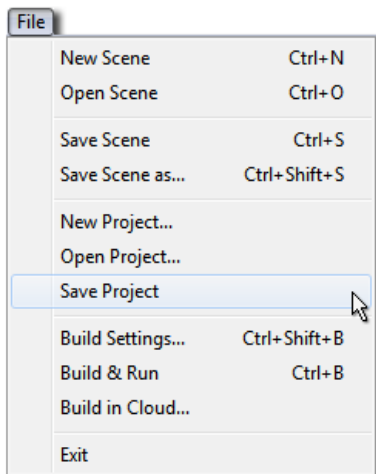 File
New Scene Ctrl+N
Open Scene Ctrl+O
Save Scene Ctrl+S
Save Scene as... Ctrl+Shift+S
New Project...
Open Project...
Save Project
Build Settings... Ctrl+Shift+B
Build & Run Ctrl+B
Build in Cloud...
Exit